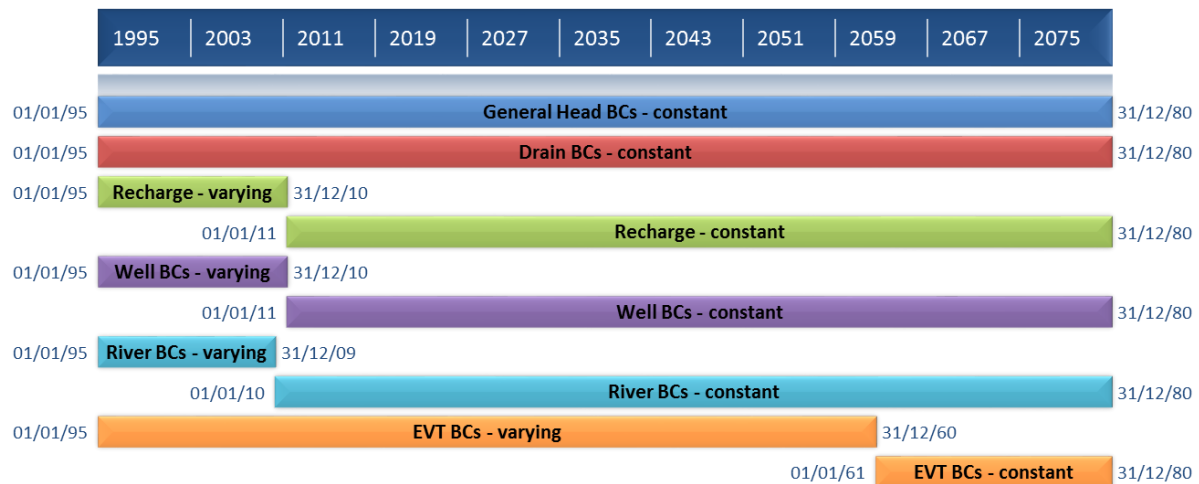 1995 2003 2011 2019 2027 2035 2043 2051 2059 2067 2075
01/01/95 General Head BCs - constant 31/12/80
01/01/95 Drain BCs - constant 31/12/80
01/01/95 Recharge - varying 31/12/10
01/01/11 Recharge - constant 31/12/80
01/01/95 Well BCs - varying 31/12/10
01/01/11 Well BCs - constant 31/12/80
01/01/95 River BCs - varying 31/12/09
01/01/10 River BCs - constant 31/12/80
01/01/95 EVT BCs - varying 31/12/60
01/01/61 EVT BCs - constant 31/12/80